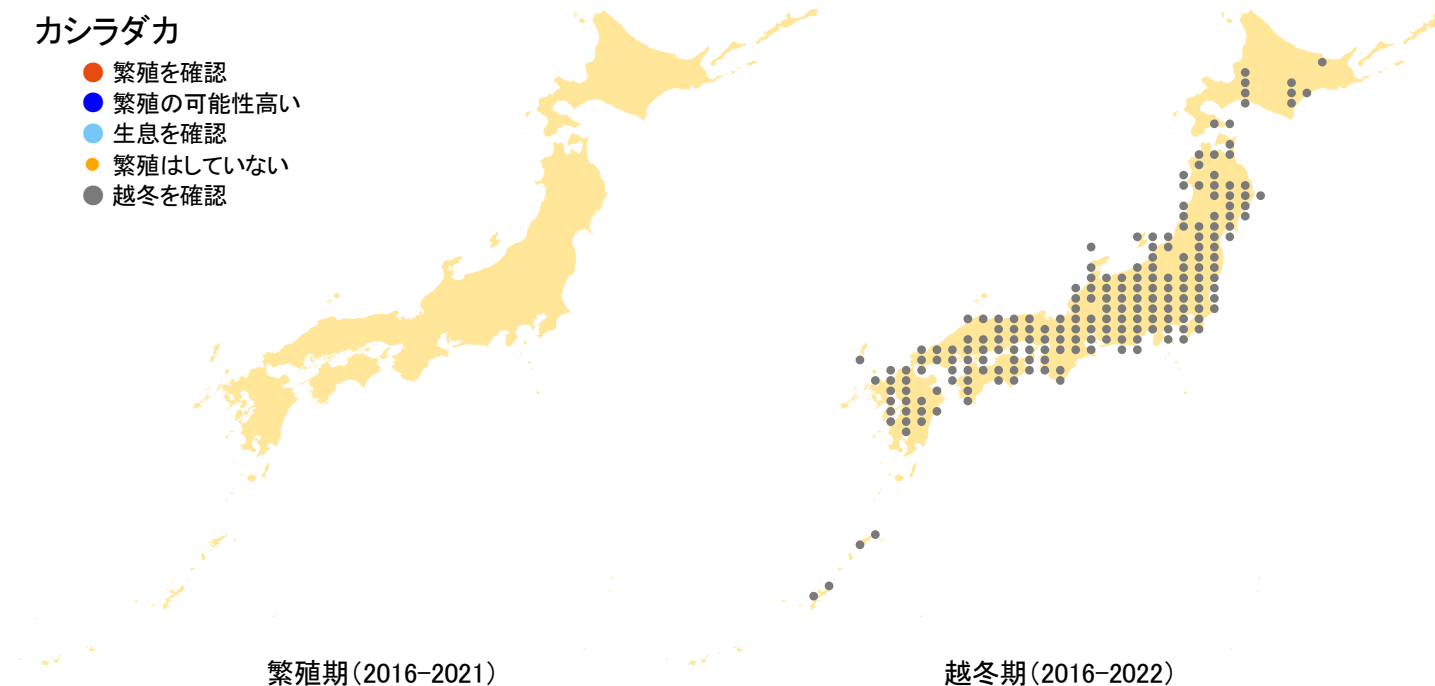 カシラダカ
繁殖を確認
繁殖の可能性高い
生息を確認
繁殖はしていない
越冬を確認
繁殖期(2016-2021)
越冬期(2016-2022)